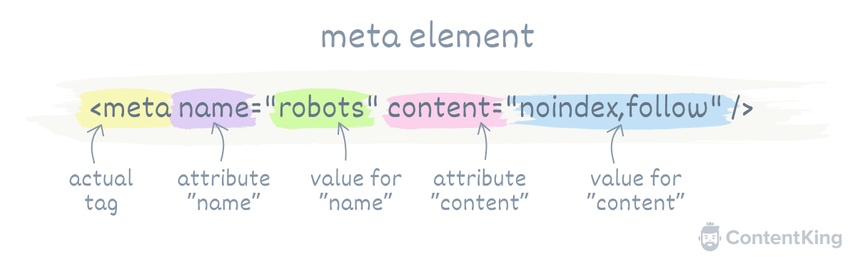 meta element
<meta name="robots" content="noindex,follow" />
actual tag
attribute "name"
value for "name"
attribute "content"
value for "content"
ContentKing